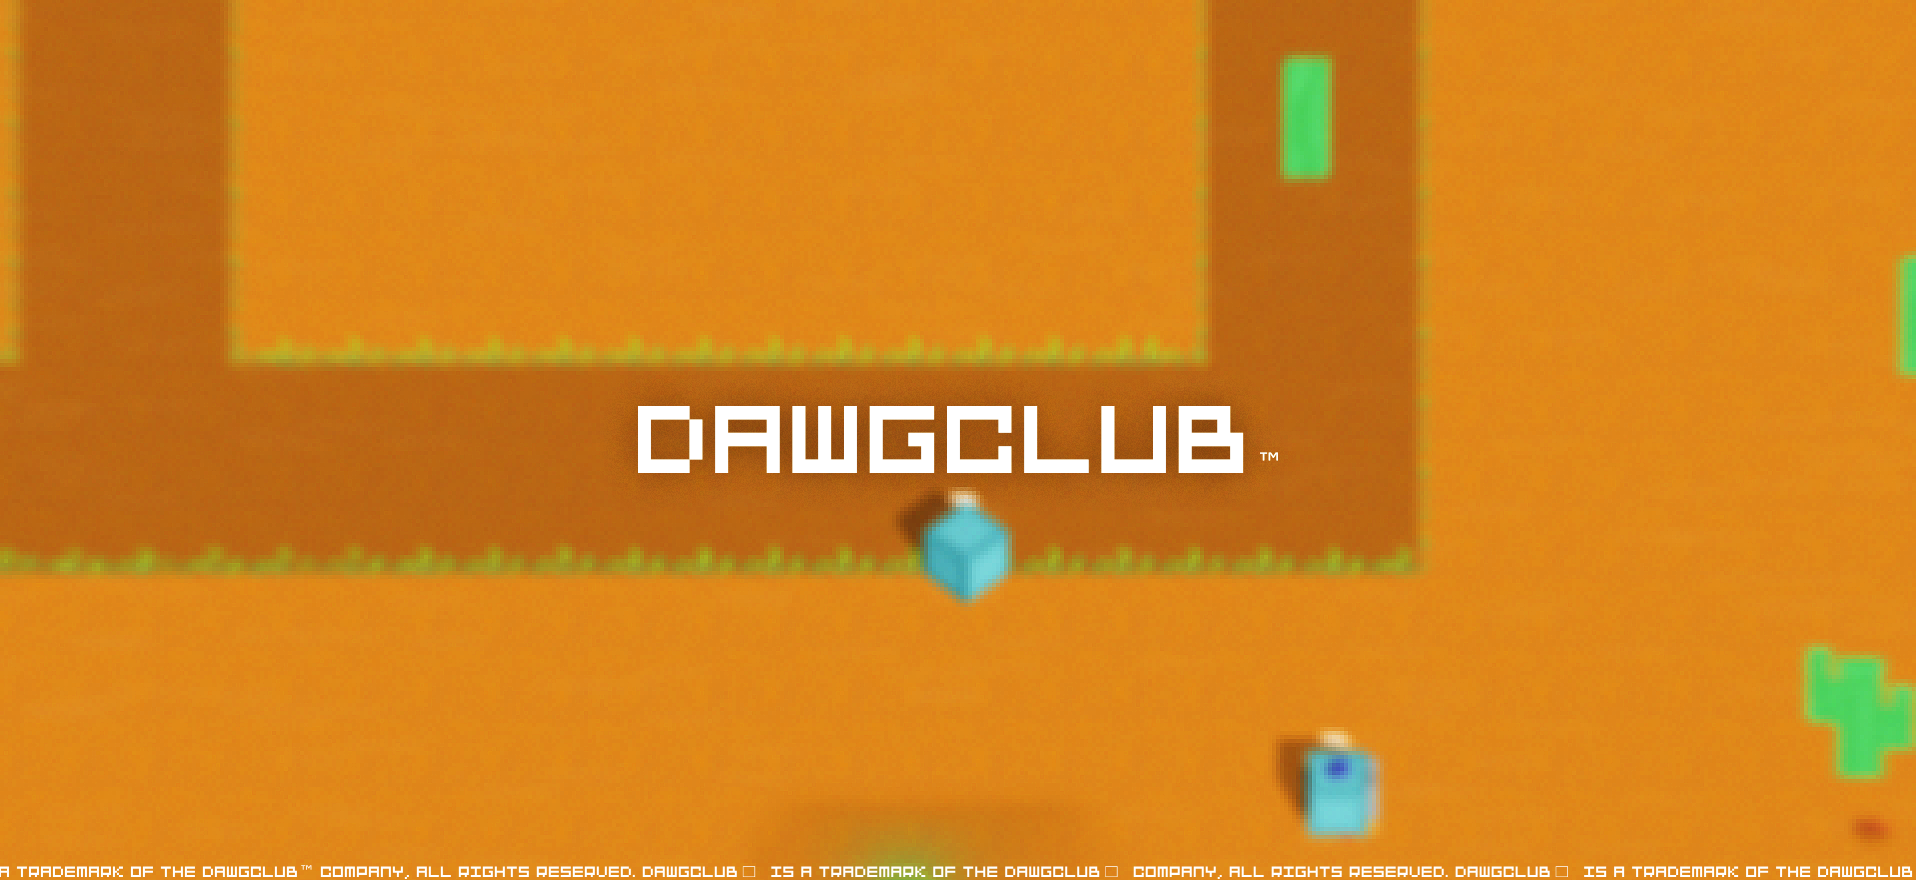 DAWGCLUB™
A TRADEMARK OF THE DAWGCLUB™ COMPANY, ALL RIGHTS RESERVED. DAWGCLUB□ IS A TRADEMARK OF THE DAWGCLUB□ COMPANY, ALL RIGHTS RESERVED. DAWGCLUB□ IS A TRADEMARK OF THE DAWGCLUB